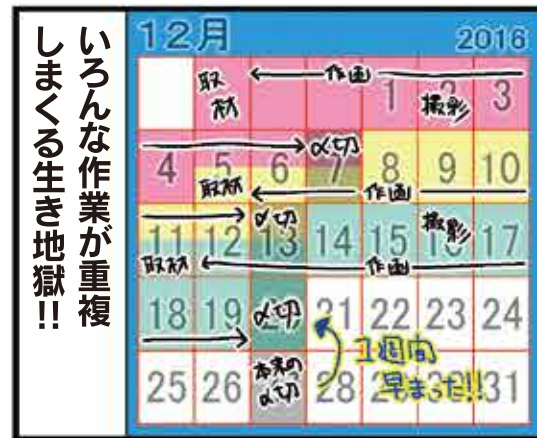 いろんな作業が重複
しまくる生き地獄!!
12月 2016
取材 作画
1 2 撮影 3
4 5 6 7 〆切 8 9 10
取材 作画
11 12 13 〆切 14 15 16 撮影 17
取材 作画
18 19 〆切 21 22 23 24
1週間
早まった!!
25 26 本来の〆切 28 29 30 31